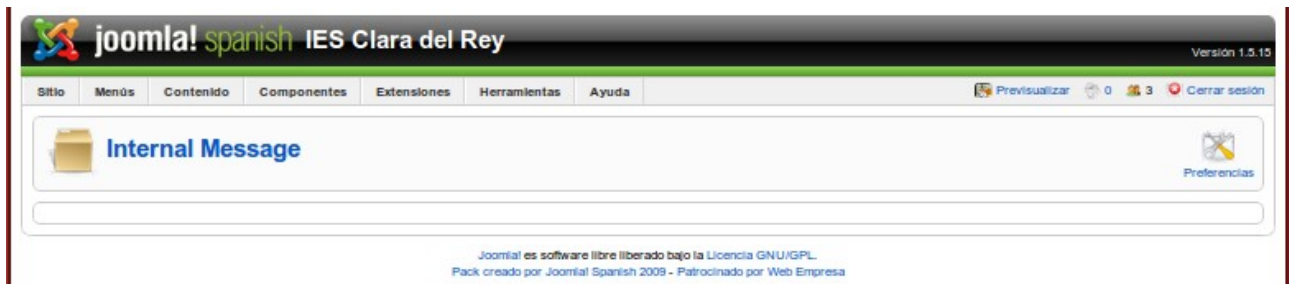 joomla! spanish IES Clara del Rey
Versión 1.5.15
Sitio Menús Contenido Componentes Extensiones Herramientas Ayuda Previsualizar 0 3 Cerrar sesión
Internal Message
Preferencias
Joomla! es software libre liberado bajo la Licencia GNU/GPL.
Pack creado por Joomla! Spanish 2009 - Patrocinado por Web Empresa